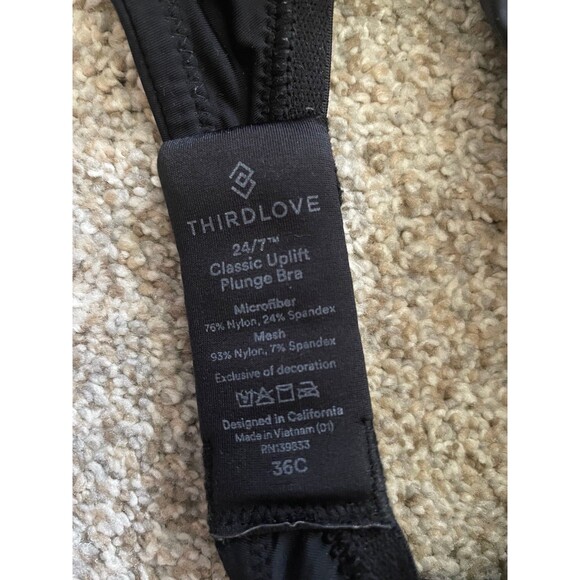 THIRDLOVE
24/7™
Classic Uplift
Plunge Bra
Microfiber
76% Nylon, 24% Spandex
Mesh
93% Nylon, 7% Spandex
Exclusive of decoration
Designed in California
Made in Vietnam (D1)
RN139833
36C